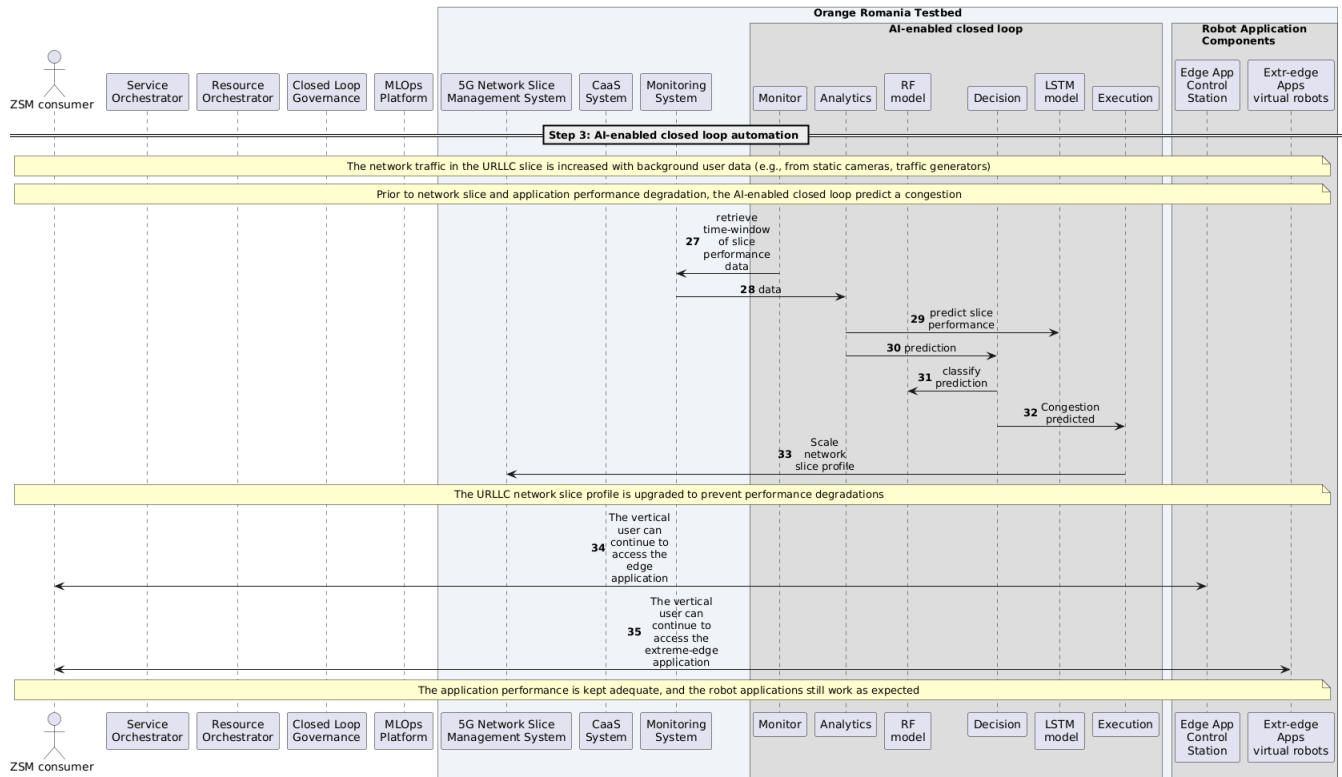 Orange Romania Testbed
AI-enabled closed loop
Robot Application
Components
ZSM consumer
Service
Orchestrator
Resource
Orchestrator
Closed Loop
Governance
MLOps
Platform
5G Network Slice
Management System
CaaS
System
Monitoring
System
Monitor
Analytics
RF
model
Decision
LSTM
model
Execution
Edge App
Control
Station
Extr-edge
Apps
virtual robots
Step 3: AI-enabled closed loop automation
The network traffic in the URLLC slice is increased with background user data (e.g., from static cameras, traffic generators)
Prior to network slice and application performance degradation, the AI-enabled closed loop predict a congestion
27
retrieve
time-window
of slice
performance
data
28 data
29
predict slice
performance
30 prediction
31
classify
prediction
32
Congestion
predicted
33
Scale
network
slice profile
The URLLC network slice profile is upgraded to prevent performance degradations
34
The vertical
user can
continue to
access the
edge
application
35
The vertical
user can
continue to
access the
extreme-edge
application
The application performance is kept adequate, and the robot applications still work as expected
ZSM consumer
Service
Orchestrator
Resource
Orchestrator
Closed Loop
Governance
MLOps
Platform
5G Network Slice
Management System
CaaS
System
Monitoring
System
Monitor
Analytics
RF
model
Decision
LSTM
model
Execution
Edge App
Control
Station
Extr-edge
Apps
virtual robots